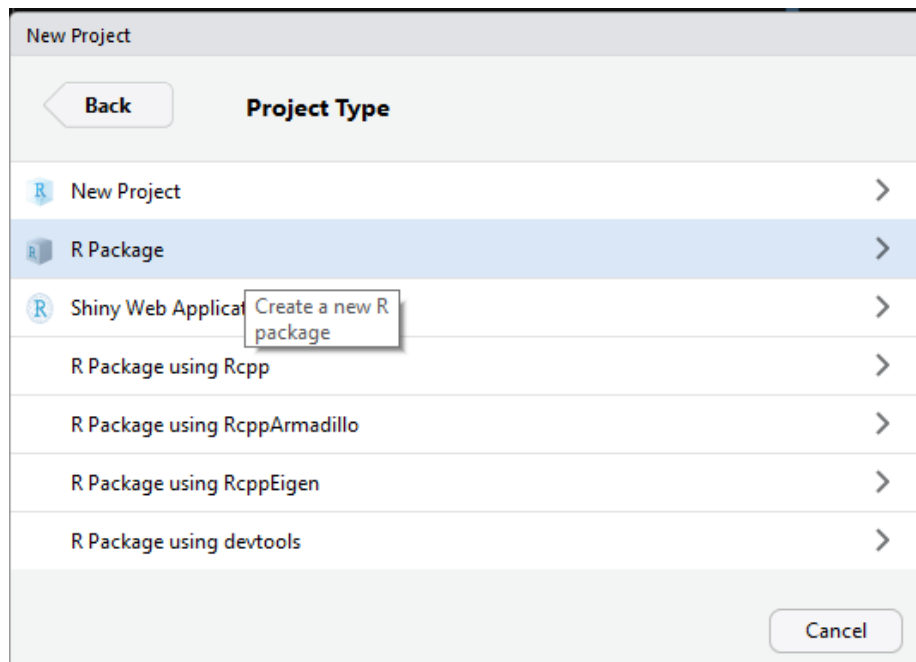 New Project
Back
Project Type
R New Project
R R Package
R Shiny Web Applicat
Create a new R
package
R Package using Rcpp
R Package using RcppArmadillo
R Package using RcppEigen
R Package using devtools
Cancel